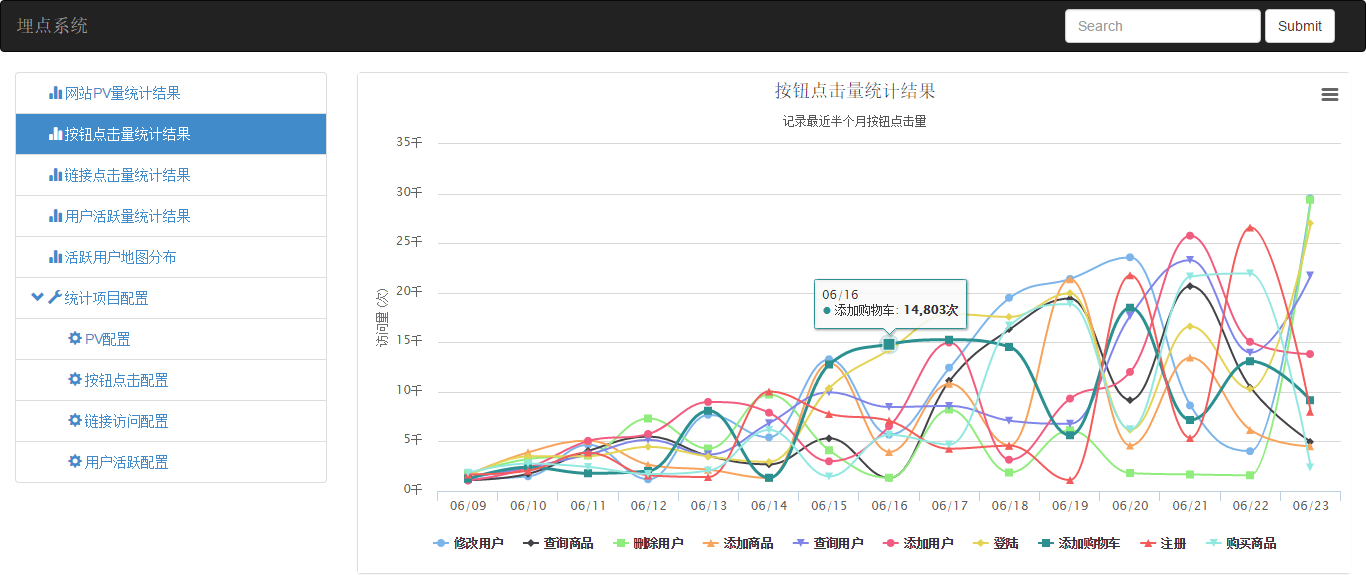 埋点系统
Search
Submit
网站PV量统计结果
按钮点击量统计结果
链接点击量统计结果
用户活跃量统计结果
活跃用户地图分布
统计项目配置
PV配置
按钮点击配置
链接访问配置
用户活跃配置
按钮点击量统计结果
记录最近半个月按钮点击量
访问量 (次)
35千
30千
25千
20千
15千
10千
5千
0千
06/16
添加购物车: 14,803次
06/09 06/10 06/11 06/12 06/13 06/14 06/15 06/16 06/17 06/18 06/19 06/20 06/21 06/22 06/23
修改用户 查询商品 删除用户 添加商品 查询用户 添加用户 登陆 添加购物车 注册 购买商品